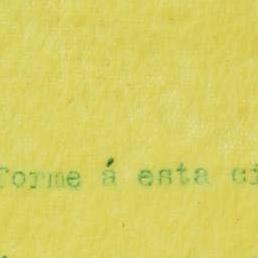 forme á esta ci